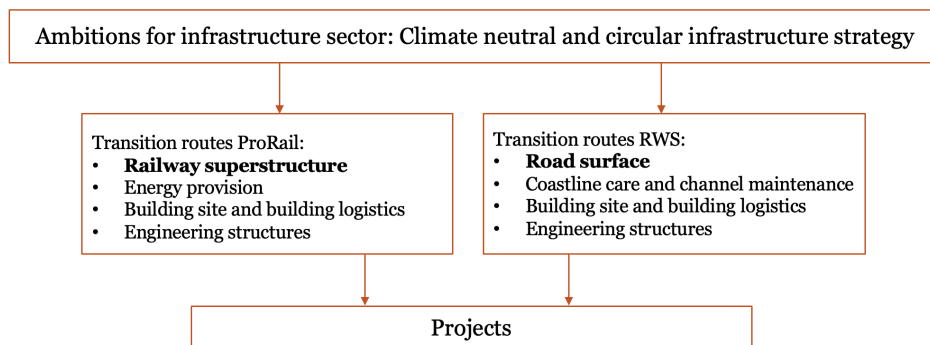 Ambitions for infrastructure sector: Climate neutral and circular infrastructure strategy
Transition routes ProRail:
• Railway superstructure
• Energy provision
• Building site and building logistics
• Engineering structures
Transition routes RWS:
• Road surface
• Coastline care and channel maintenance
• Building site and building logistics
• Engineering structures
Projects